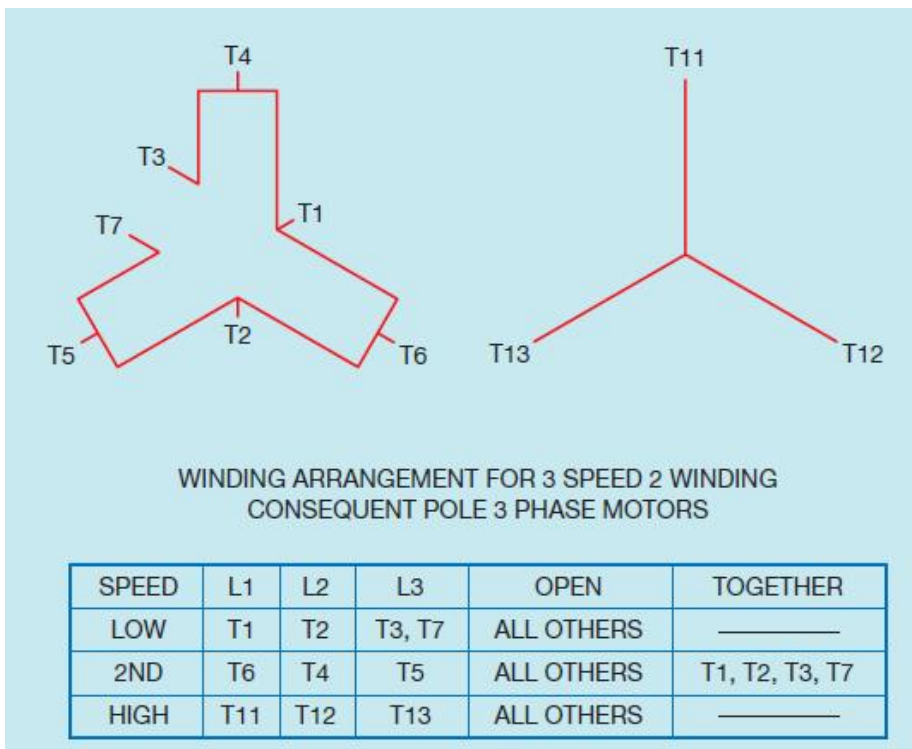 T4
T11
T3
T7
T1
T2
T5
T6
T13
T12
WINDING ARRANGEMENT FOR 3 SPEED 2 WINDING
CONSEQUENT POLE 3 PHASE MOTORS
SPEED L1 L2 L3 OPEN TOGETHER
LOW T1 T2 T3, T7 ALL OTHERS ———
2ND T6 T4 T5 ALL OTHERS T1, T2, T3, T7
HIGH T11 T12 T13 ALL OTHERS ———